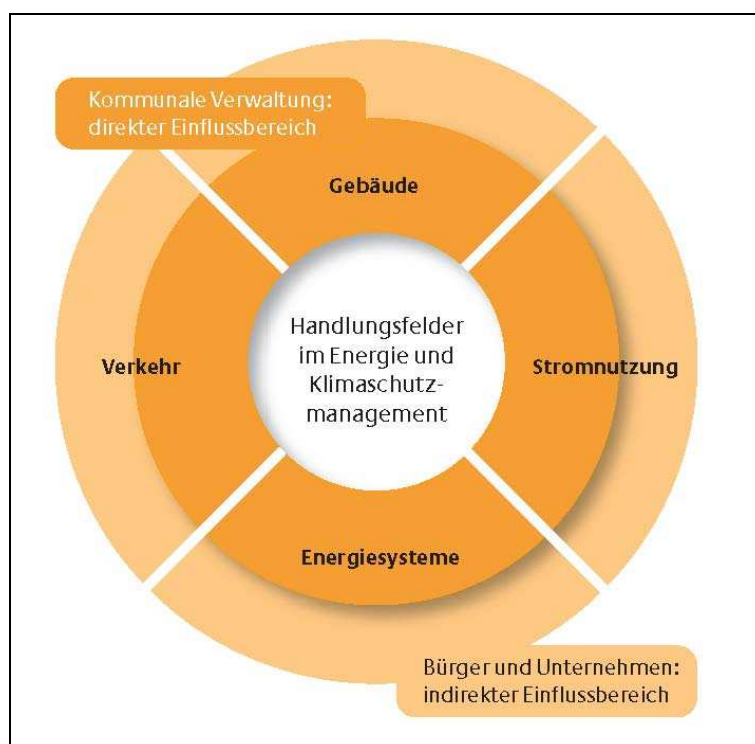 Kommunale Verwaltung:
direkter Einflussbereich
Gebäude
Handlungsfelder
im Energie und
Klimaschutz-
management
Verkehr
Stromnutzung
Energiesysteme
Bürger und Unternehmen:
indirekter Einflussbereich